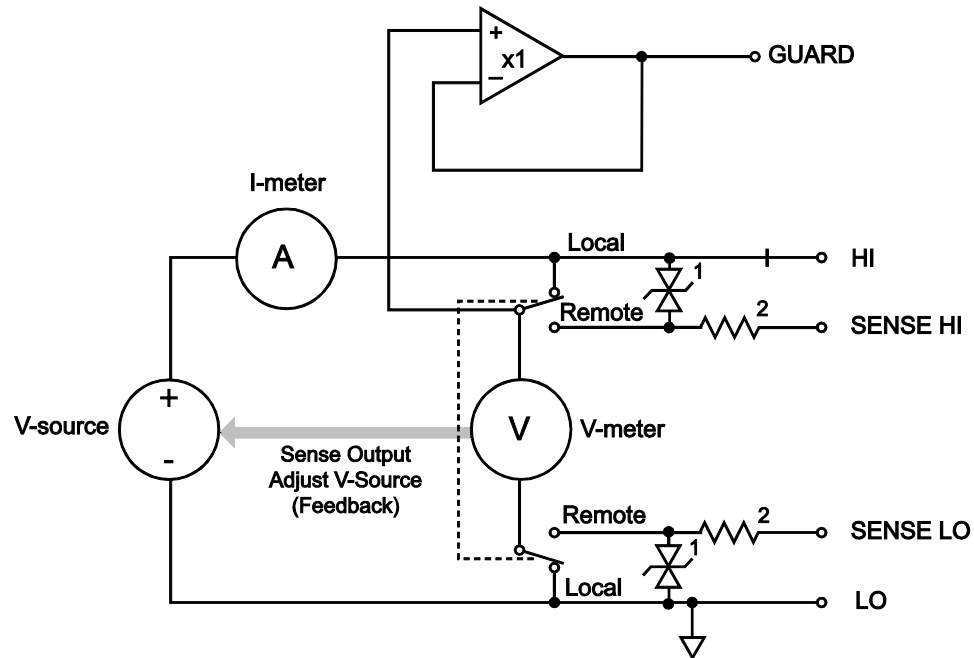 +
x1
–
GUARD
I-meter
A
Local
1
HI
Remote
2
SENSE HI
V-source
+
-
Sense Output
Adjust V-Source
(Feedback)
V
V-meter
Remote
2
SENSE LO
1
Local
LO